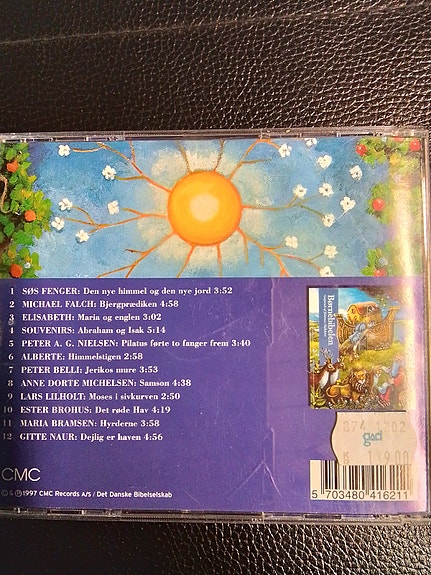 1 SØS FENGER: Den nye himmel og den nye jord 3:52
2 MICHAEL FALCH: Bjergprædiken 4:58
3 ELISABETH: Maria og englen 3:02
4 SOUVENIRS: Abraham og Isak 5:14
5 PETER A. G. NIELSEN: Pilatus førte to fanger frem 3:40
6 ALBERTE: Himmelstigen 2:58
7 PETER BELLI: Jerikos mure 3:53
8 ANNE DORTE MICHELSEN: Samson 4:38
9 LARS LILHOLT: Moses i sivkurven 2:50
10 ESTER BROHUS: Det røde Hav 4:19
11 MARIA BRAMSEN: Hyrderne 3:58
12 GITTE NAUR: Dejlig er haven 4:56
Børnebibelen
gad
CMC
© & ℗ 1997 CMC Records A/S / Det Danske Bibelselskab
5 703480 416211